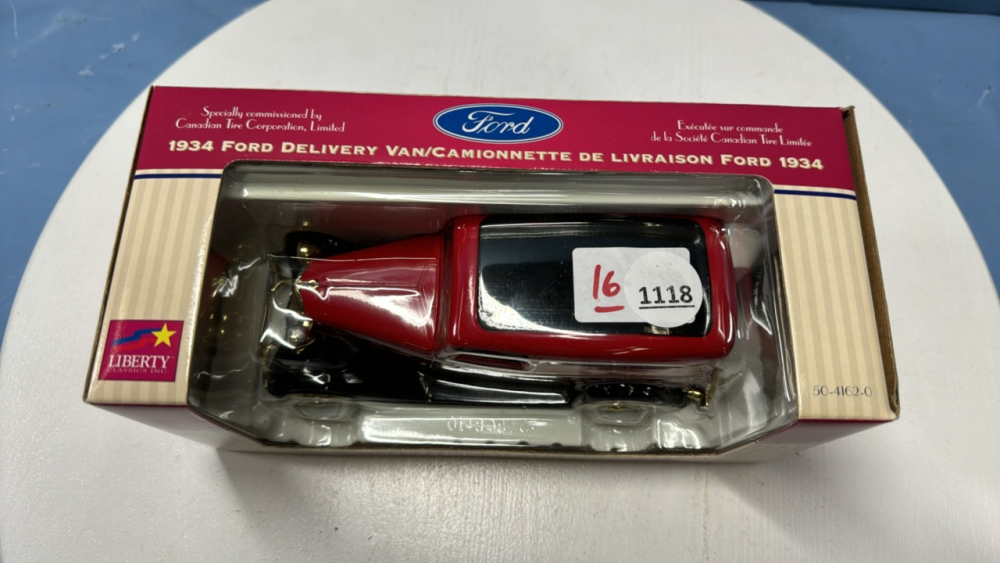 Specially commissioned by
Canadian Tire Corporation, Limited
Ford
Exécutée sur commande
de la Société Canadian Tire Limitée
1934 FORD DELIVERY VAN/CAMIONNETTE DE LIVRAISON FORD 1934
16
1118
LIBERTY
CLASSICS INC.
50-4162-0